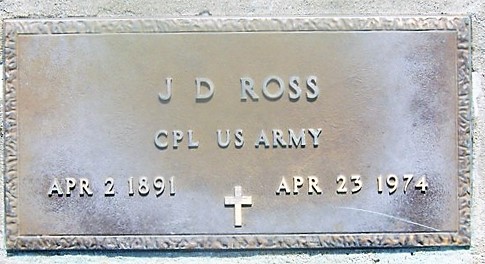 J D ROSS
CPL US ARMY
APR 2 1891 APR 23 1974